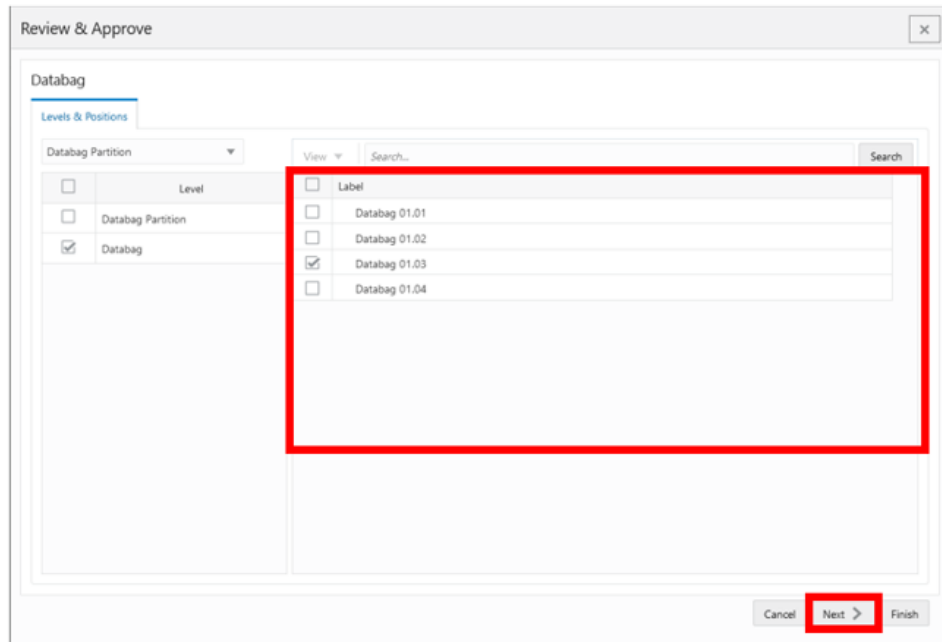 Review & Approve
Databag
Levels & Positions
Databag Partition
View Search... Search
Level
Databag Partition
Databag
Label
Databag 01.01
Databag 01.02
Databag 01.03
Databag 01.04
Cancel Next Finish